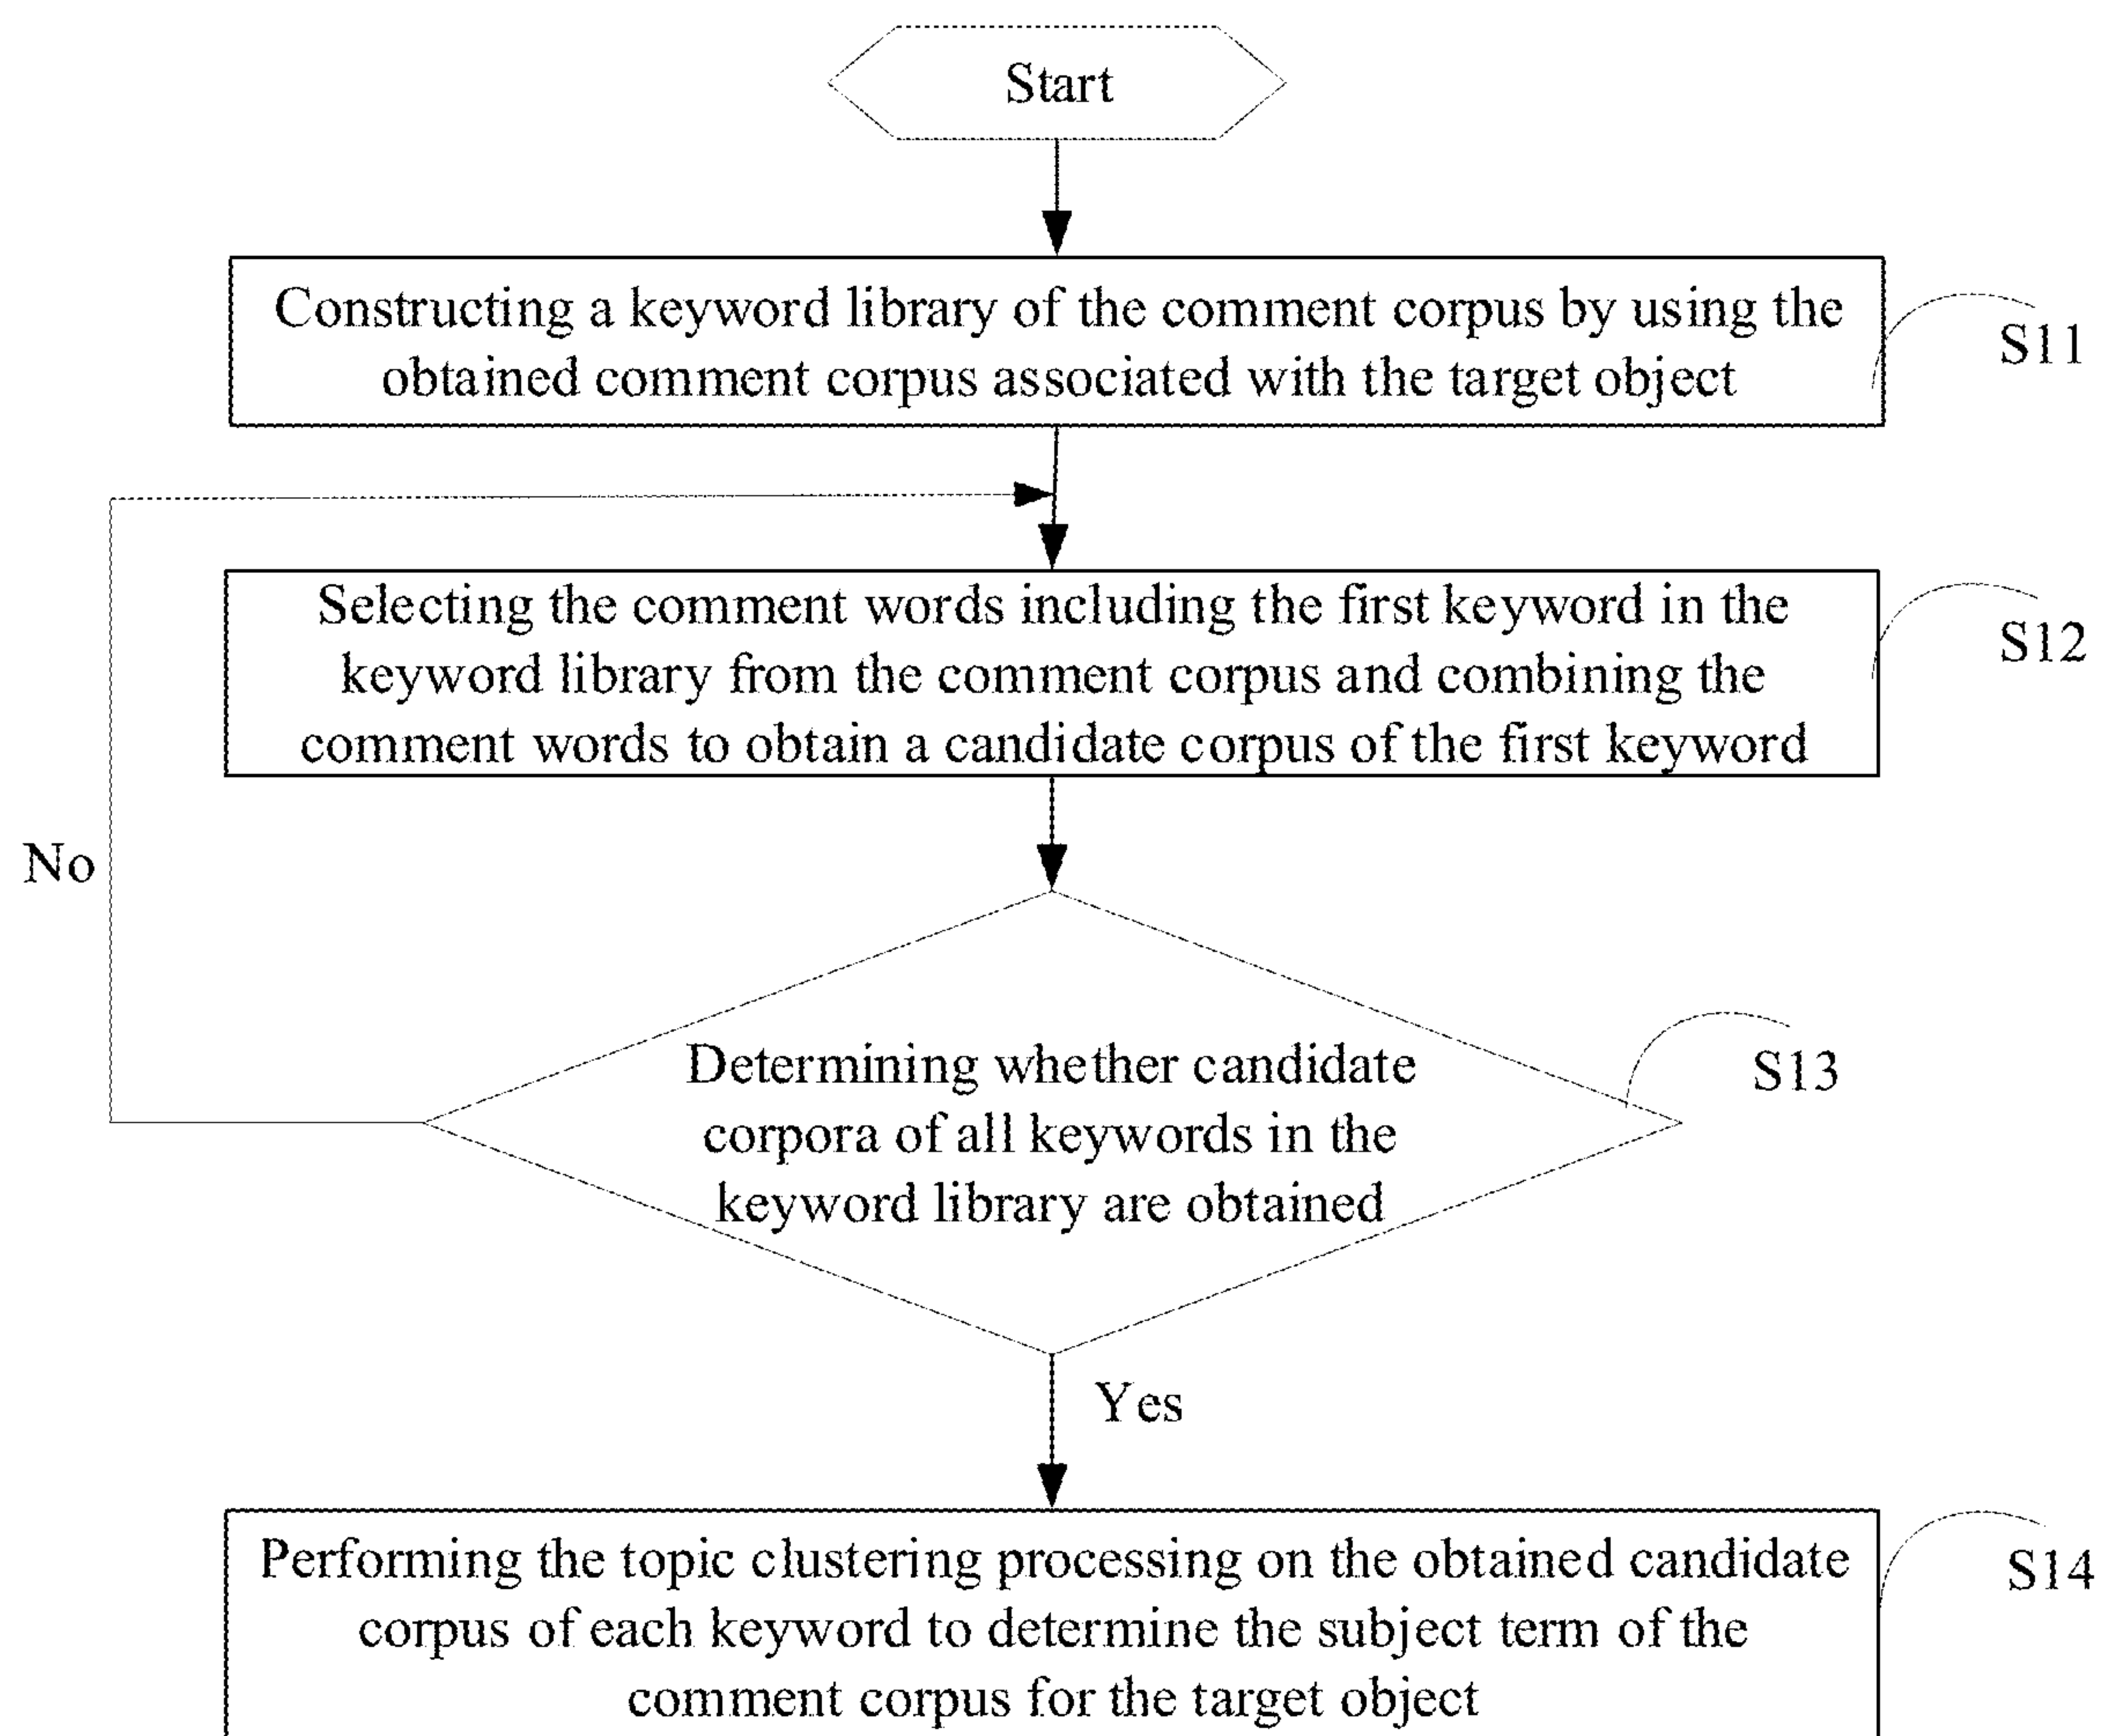 Start
Constructing a keyword library of the comment corpus by using the
obtained comment corpus associated with the target object
S11
Selecting the comment words including the first keyword in the
keyword library from the comment corpus and combining the
comment words to obtain a candidate corpus of the first keyword
S12
No
Determining whether candidate
corpora of all keywords in the
keyword library are obtained
S13
Yes
Performing the topic clustering processing on the obtained candidate
corpus of each keyword to determine the subject term of the
comment corpus for the target object
S14